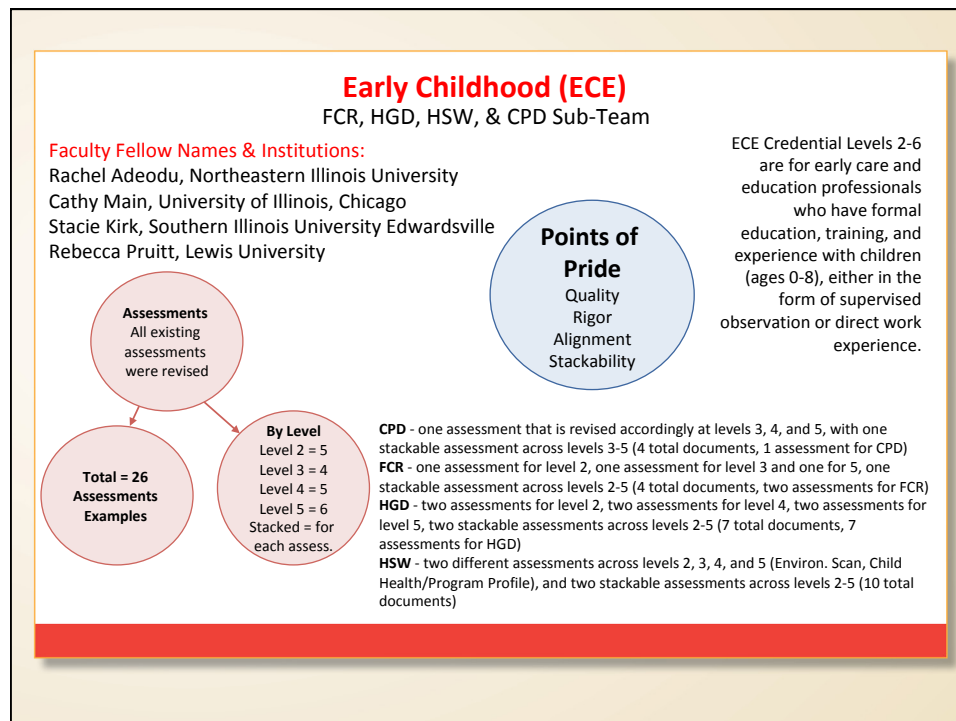 Early Childhood (ECE)
FCR, HGD, HSW, & CPD Sub-Team
Faculty Fellow Names & Institutions:
Rachel Adeodu, Northeastern Illinois University
Cathy Main, University of Illinois, Chicago
Stacie Kirk, Southern Illinois University Edwardsville
Rebecca Pruitt, Lewis University
ECE Credential Levels 2-6
are for early care and
education professionals
who have formal
education, training, and
experience with children
(ages 0-8), either in the
form of supervised
observation or direct work
experience.
Points of
Pride
Quality
Rigor
Alignment
Stackability
Assessments
All existing
assessments
were revised
Total = 26
Assessments
Examples
By Level
Level 2 = 5
Level 3 = 4
Level 4 = 5
Level 5 = 6
Stacked = for
each assess.
CPD - one assessment that is revised accordingly at levels 3, 4, and 5, with one
stackable assessment across levels 3-5 (4 total documents, 1 assessment for CPD)
FCR - one assessment for level 2, one assessment for level 3 and one for 5, one
stackable assessment across levels 2-5 (4 total documents, two assessments for FCR)
HGD - two assessments for level 2, two assessments for level 4, two assessments for
level 5, two stackable assessments across levels 2-5 (7 total documents, 7
assessments for HGD)
HSW - two different assessments across levels 2, 3, 4, and 5 (Environ. Scan, Child
Health/Program Profile), and two stackable assessments across levels 2-5 (10 total
documents)